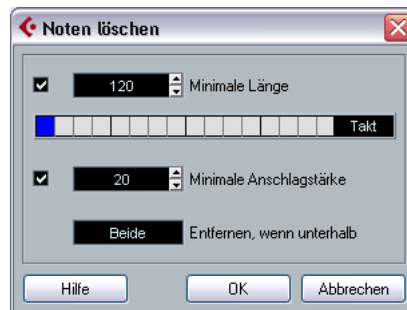 Noten löschen
120 Minimale Länge
Takt
20 Minimale Anschlagstärke
Beide Entfernen, wenn unterhalb
Hilfe OK Abbrechen